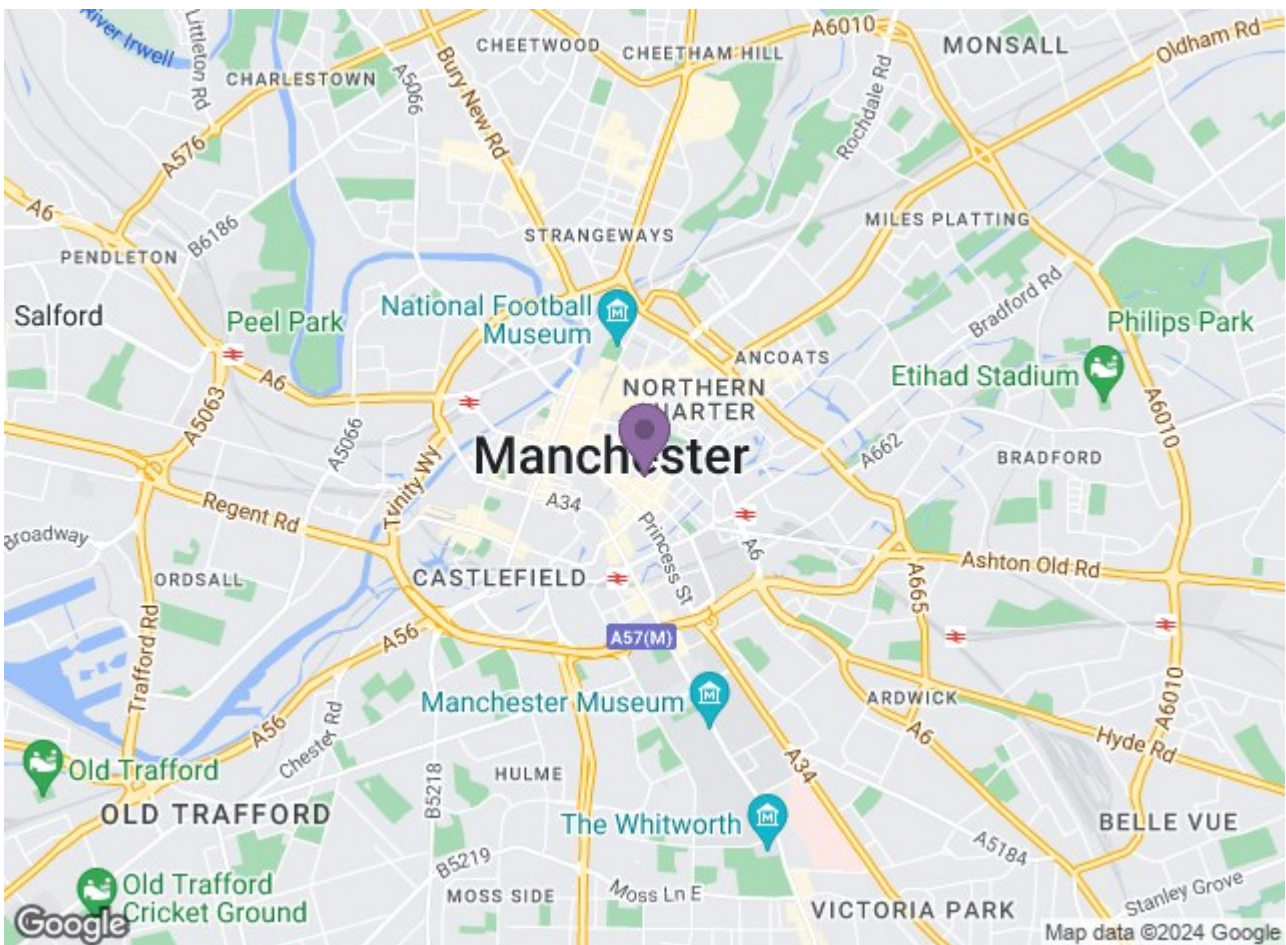 River Irwell
Littleton Rd
CHEETWOOD
CHEETHAM HILL
A6010
MONSALL
Oldham Rd
CHARLESTOWN
A5066
Bury New Rd
Rochdale Rd
A576
A6
B6186
PENDLETON
STRANGEWAYS
MILES PLATTING
Bradford Rd
Salford
Peel Park
National Football
Museum
Philips Park
ANCOATS
Etihad Stadium
A6
NORTHERN
A6010
A5063
A5066
Manchester
A662
BRADFORD
Trinity Wy
A34
Regent Rd
Princess St
A6
Broadway
ORDSALL
CASTLEFIELD
Ashton Old Rd
A665
Trafford Rd
A56
A57(M)
Manchester Museum
ARDWICK
A6010
A56
Chester Rd
A6
Hyde Rd
Old Trafford
HULME
B5218
A34
OLD TRAFFORD
The Whitworth
BELLE VUE
A5184
B5219
Old Trafford
Cricket Ground
MOSS SIDE
Moss Ln E
VICTORIA PARK
Stanley Grove
Google
Map data ©2024 Google